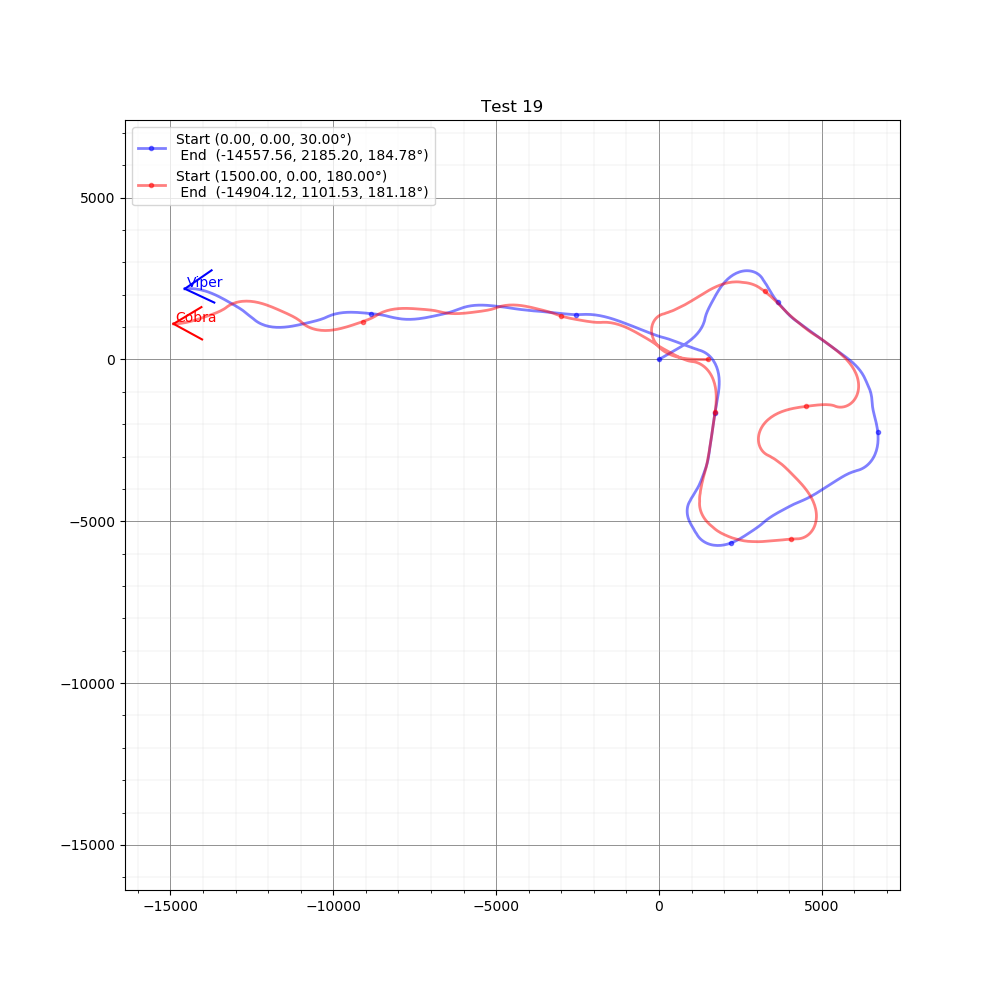 Test 19
Start (0.00, 0.00, 30.00°)
End (-14557.56, 2185.20, 184.78°)
Start (1500.00, 0.00, 180.00°)
End (-14904.12, 1101.53, 181.18°)
5000
0
−5000
−10000
−15000
Viper
Cobra
−15000
−10000
−5000
0
5000